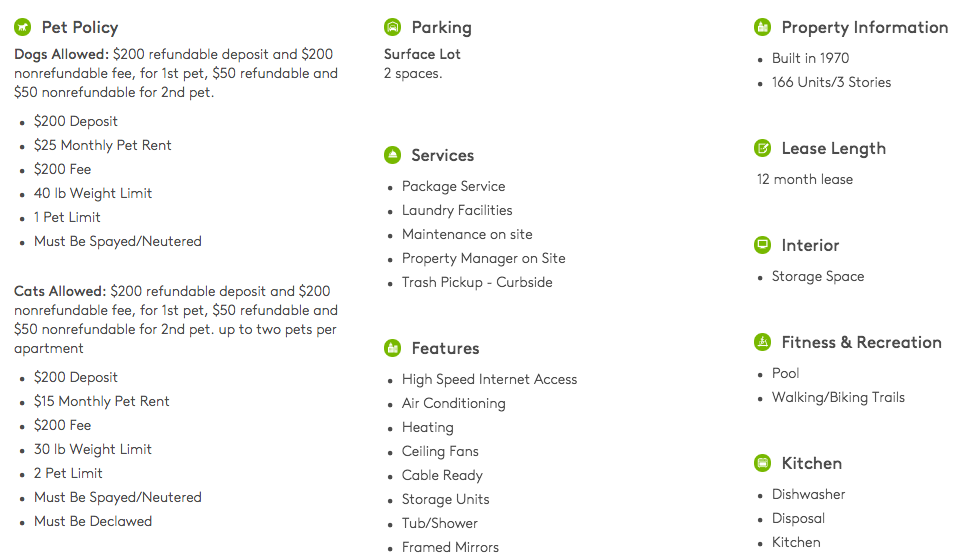 Pet Policy
Dogs Allowed: $200 refundable deposit and $200
nonrefundable fee, for 1st pet, $50 refundable and
$50 nonrefundable for 2nd pet.
$200 Deposit
$25 Monthly Pet Rent
$200 Fee
40 lb Weight Limit
1 Pet Limit
Must Be Spayed/Neutered
Cats Allowed: $200 refundable deposit and $200
nonrefundable fee, for 1st pet, $50 refundable and
$50 nonrefundable for 2nd pet. up to two pets per
apartment
$200 Deposit
$15 Monthly Pet Rent
$200 Fee
30 lb Weight Limit
2 Pet Limit
Must Be Spayed/Neutered
Must Be Declawed
Parking
Surface Lot
2 spaces.
Services
Package Service
Laundry Facilities
Maintenance on site
Property Manager on Site
Trash Pickup - Curbside
Features
High Speed Internet Access
Air Conditioning
Heating
Ceiling Fans
Cable Ready
Storage Units
Tub/Shower
Framed Mirrors
Property Information
Built in 1970
166 Units/3 Stories
Lease Length
12 month lease
Interior
Storage Space
Fitness & Recreation
Pool
Walking/Biking Trails
Kitchen
Dishwasher
Disposal
Kitchen